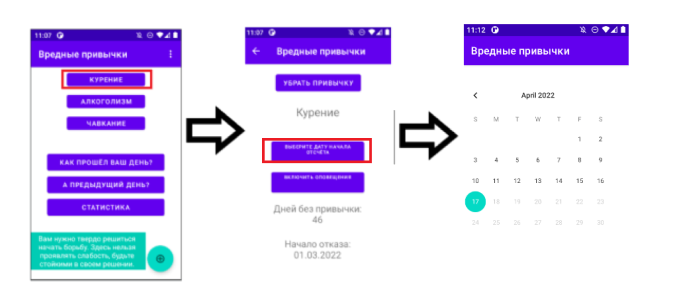 11:07
Вредные привычки
КУРЕНИЕ
АЛКОГОЛИЗМ
ЧАВКАНИЕ
КАК ПРОШЁЛ ВАШ ДЕНЬ?
А ПРЕДЫДУЩИЙ ДЕНЬ?
СТАТИСТИКА
Вам нужно твердо решиться
начать борьбу. Здесь нельзя
проявлять слабость, будьте
стойкими в своем решении.
11:07
Вредные привычки
УБРАТЬ ПРИВЫЧКУ
Курение
ВЫБЕРИТЕ ДАТУ НАЧАЛА
ОТСЧЁТА
ВКЛЮЧИТЬ ОПОВЕЩЕНИЯ
Дней без привычки:
46
Начало отказа:
01.03.2022
11:12
Вредные привычки
April 2022
S M T W T F S
1 2
3 4 5 6 7 8 9
10 11 12 13 14 15 16
17 18 19 20 21 22 23
24 25 26 27 28 29 30